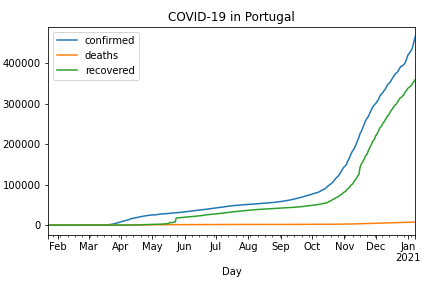 COVID-19 in Portugal
confirmed
deaths
recovered
400000
300000
200000
100000
0
Feb Mar Apr May Jun Jul Aug Sep Oct Nov Dec Jan
2021
Day